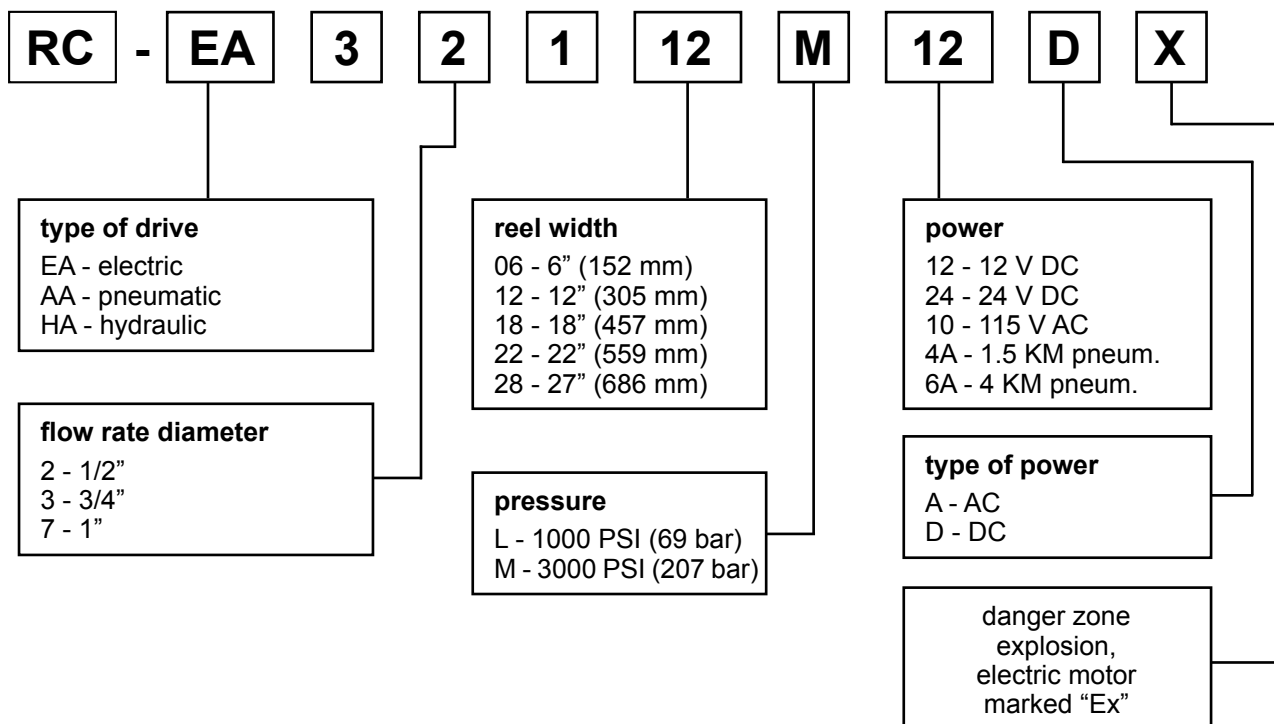 RC - EA 3 2 1 12 M 12 D X
type of drive
EA - electric
AA - pneumatic
HA - hydraulic
flow rate diameter
2 - 1/2”
3 - 3/4”
7 - 1”
reel width
06 - 6” (152 mm)
12 - 12” (305 mm)
18 - 18” (457 mm)
22 - 22” (559 mm)
28 - 27” (686 mm)
pressure
L - 1000 PSI (69 bar)
M - 3000 PSI (207 bar)
power
12 - 12 V DC
24 - 24 V DC
10 - 115 V AC
4A - 1.5 KM pneum.
6A - 4 KM pneum.
type of power
A - AC
D - DC
danger zone
explosion,
electric motor
marked “Ex”